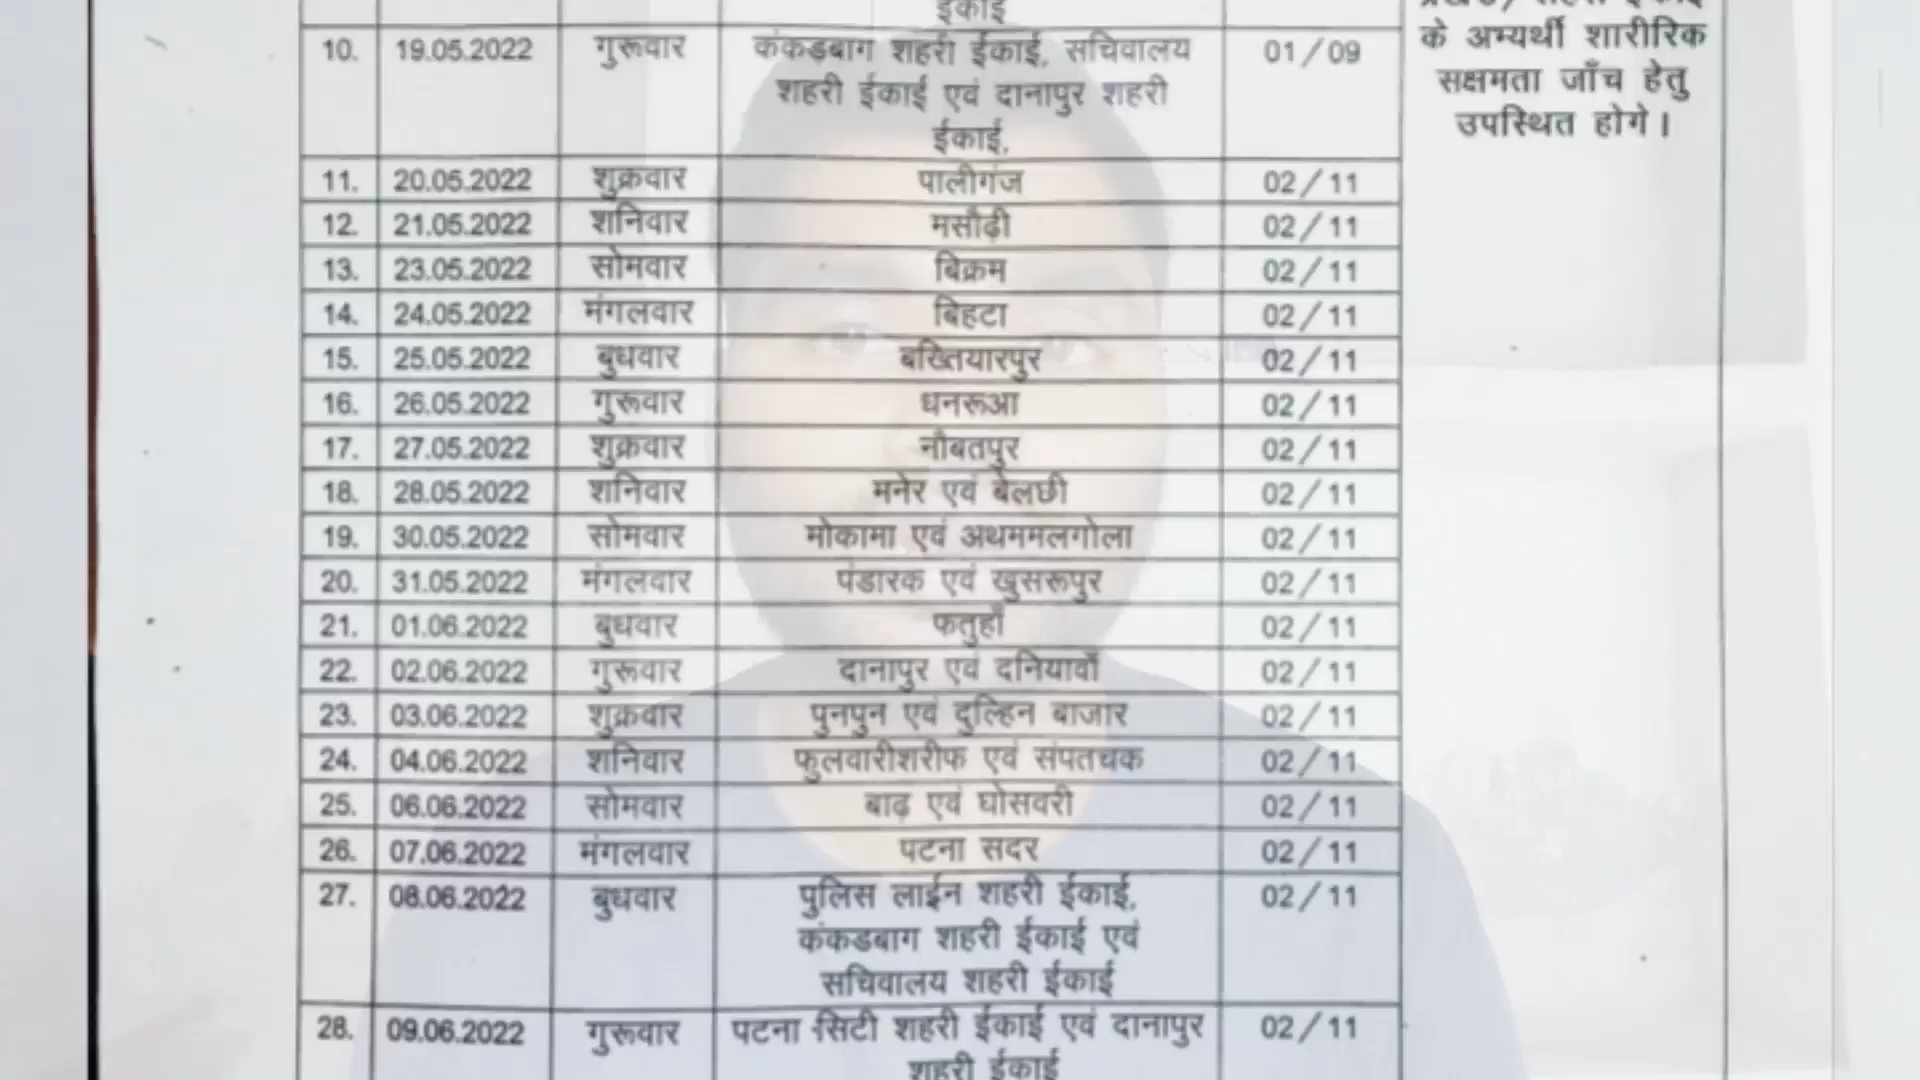 ईकाई
10. 19.05.2022 गुरूवार कंकडबाग शहरी ईकाई, सचिवालय 01/09
शहरी ईकाई एवं दानापुर शहरी
ईकाई,
के अभ्यर्थी शारीरिक
सक्षमता जाँच हेतु
उपस्थित होगे।
11. 20.05.2022 शुक्रवार पालीगंज 02/11
12. 21.05.2022 शनिवार मसौढ़ी 02/11
13. 23.05.2022 सोमवार बिक्रम 02/11
14. 24.05.2022 मंगलवार बिहटा 02/11
15. 25.05.2022 बुधवार बख्तियारपुर 02/11
16. 26.05.2022 गुरूवार धनरूआ 02/11
17. 27.05.2022 शुक्रवार नौबतपुर 02/11
18. 28.05.2022 शनिवार मनेर एवं बेलछी 02/11
19. 30.05.2022 सोमवार मोकामा एवं अथममलगोला 02/11
20. 31.05.2022 मंगलवार पंडारक एवं खुसरूपुर 02/11
21. 01.06.2022 बुधवार फतुहाँ 02/11
22. 02.06.2022 गुरूवार दानापुर एवं दनियावाँ 02/11
23. 03.06.2022 शुक्रवार पुनपुन एवं दुल्हिन बाजार 02/11
24. 04.06.2022 शनिवार फुलवारीशरीफ एवं संपतचक 02/11
25. 06.06.2022 सोमवार बाढ़ एवं घोसवरी 02/11
26. 07.06.2022 मंगलवार पटना सदर 02/11
27. 08.06.2022 बुधवार पुलिस लाईन शहरी ईकाई, 02/11
कंकडबाग शहरी ईकाई एवं
सचिवालय शहरी ईकाई
28. 09.06.2022 गुरूवार पटना सिटी शहरी ईकाई एवं दानापुर 02/11
शहरी ईकाई